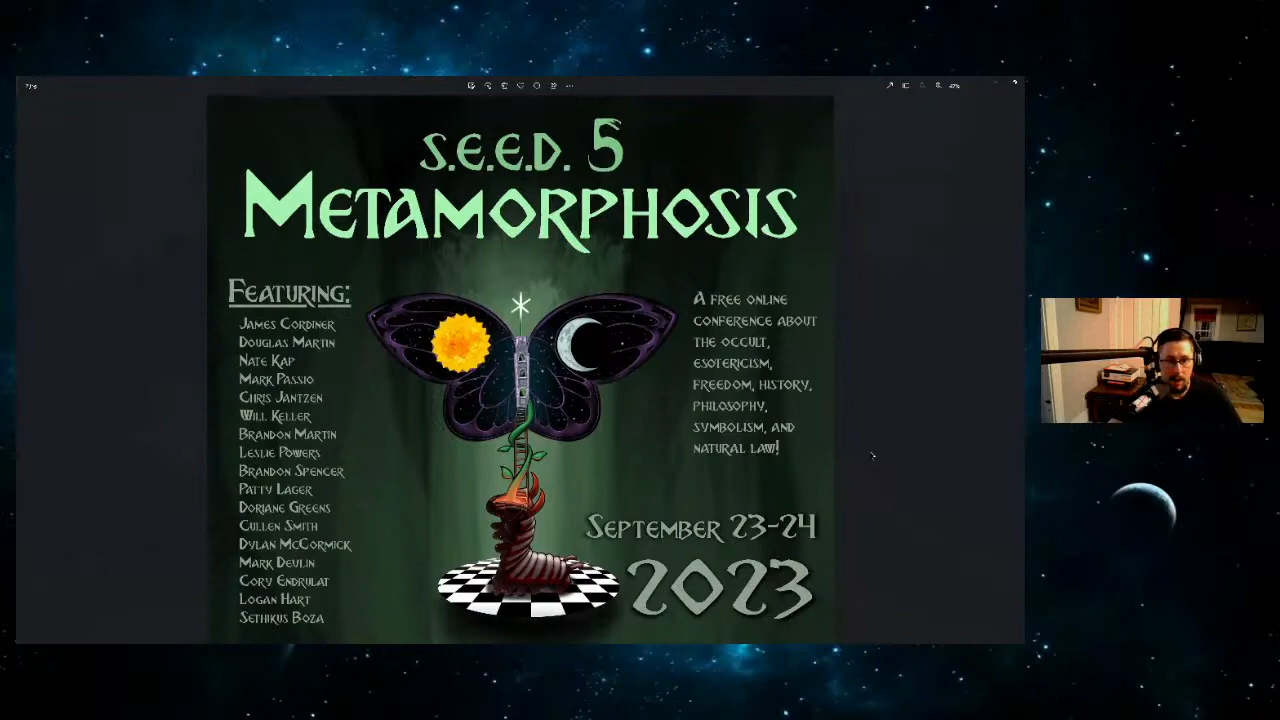 S.E.E.D. 5
Metamorphosis
Featuring:
James Cordiner
Douglas Martin
Nate Kap
Mark Passio
Chris Jantzen
Will Keller
Brandon Martin
Leslie Powers
Brandon Spencer
Patty Lager
Doriane Greens
Cullen Smith
Dylan McCormick
Mark Devlin
Cory Endrulat
Logan Hart
Sethikus Boza
A free online
conference about
the occult,
esotericism,
freedom, history,
philosophy,
symbolism, and
natural law!
September 23-24
2023